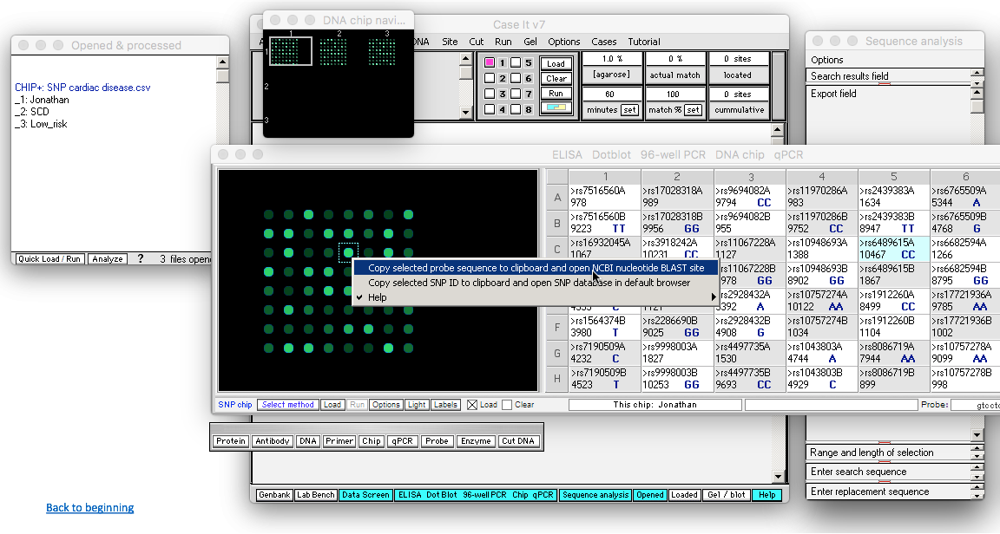 Opened & processed
CHIP+: SNP cardiac disease.csv
_1: Jonathan
_2: SCD
_3: Low_risk
Quick Load / Run Analyze ? 3 files opene
DNA chip navi...
1 2 3
1
2
3
Case It v7
DNA Site Cut Run Gel Options Cases Tutorial
1 5 Load
2 6 Clear
3 7 Run
4 8
1.0 % 0 % 0 sites
[agarose] actual match located
60 100 0 sites
minutes set match % set cummulative
Sequence analysis
Options
Search results field
Export field
ELISA Dotblot 96-well PCR DNA chip qPCR
1 2 3 4 5 6
A >rs7516560A >rs17028318A >rs9694082A >rs11970286A >rs2439383A >rs6765509A
978 989 9794 CC 983 1634 5344 A
B >rs7516560B >rs17028318B >rs9694082B >rs11970286B >rs2439383B >rs6765509B
9223 TT 9956 GG 955 9752 CC 8947 TT 4768 G
C >rs16932045A >rs3918242A >rs11067228A >rs10948693A >rs6489615A >rs6682594A
1067 10231 CC 1127 1388 10467 CC 1266
Copy selected probe sequence to clipboard and open NCBI nucleotide BLAST site
Copy selected SNP ID to clipboard and open SNP database in default browser
Help
rs11067228B >rs10948693B >rs6489615B >rs6682594B
978 GG 8902 GG 1867 8795 GG
rs2928432A >rs10757274A >rs1912260A >rs17721936A
C 1121 5392 A 10122 AA 8499 CC 9785 AA
F >rs1564374B >rs2286690B >rs2928432B >rs10757274B >rs1912260B >rs17721936B
3980 T 9025 GG 4908 G 1034 1104 1002
G >rs7190509A >rs9998003A >rs4497735A >rs1043803A >rs8086719A >rs10757278A
4232 C 1827 1530 4744 A 7944 AA 9099 AA
H >rs7190509B >rs9998003B >rs4497735B >rs1043803B >rs8086719B >rs10757278B
4523 T 10253 GG 9693 CC 4929 C 899 998
SNP chip Select method Load Run Options Light Labels Load Clear This chip: Jonathan Probe: gtcctc
Protein Antibody DNA Primer Chip qPCR Probe Enzyme Cut DNA
Range and length of selection
Enter search sequence
Enter replacement sequence
Genbank Lab Bench Data Screen ELISA Dot Blot 96-well PCR Chip qPCR Sequence analysis Opened Loaded Gel / blot Help
Back to beginning